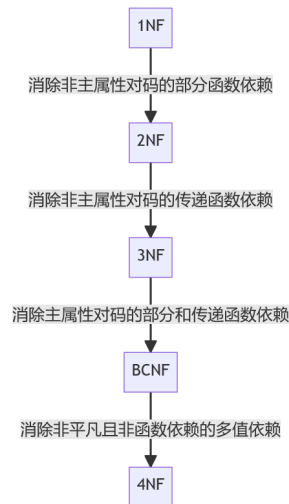 1NF
消除非主属性对码的部分函数依赖
2NF
消除非主属性对码的传递函数依赖
3NF
消除主属性对码的部分和传递函数依赖
BCNF
消除非平凡且非函数依赖的多值依赖
4NF